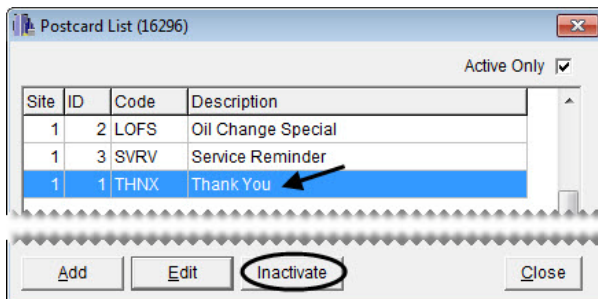 Postcard List (16296)
Active Only
Site ID Code Description
1 2 LOFS Oil Change Special
1 3 SVRV Service Reminder
1 1 THNX Thank You
Add Edit Inactivate Close